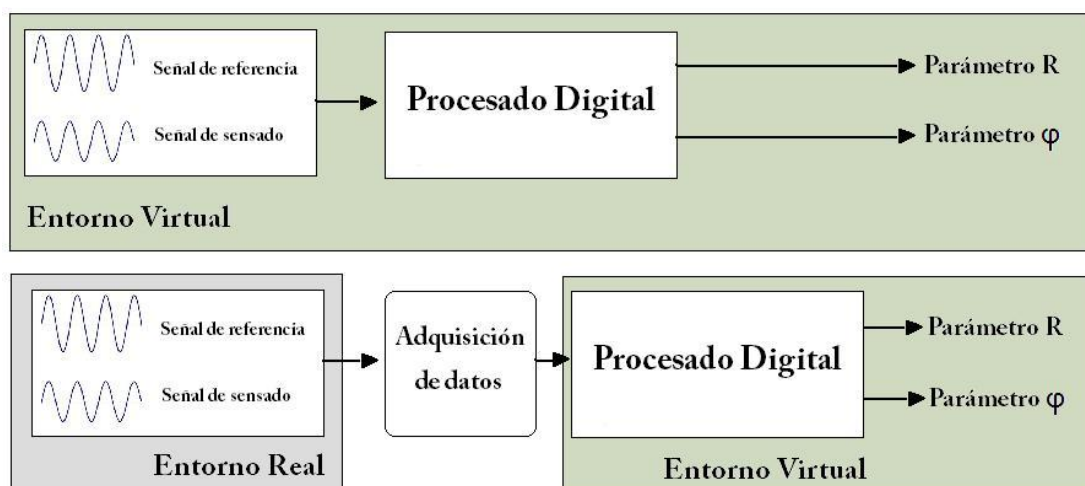 Señal de referencia
Señal de sensado
Procesado Digital
Parámetro R
Parámetro φ
Entorno Virtual
Señal de referencia
Señal de sensado
Entorno Real
Adquisición
de datos
Procesado Digital
Parámetro R
Parámetro φ
Entorno Virtual